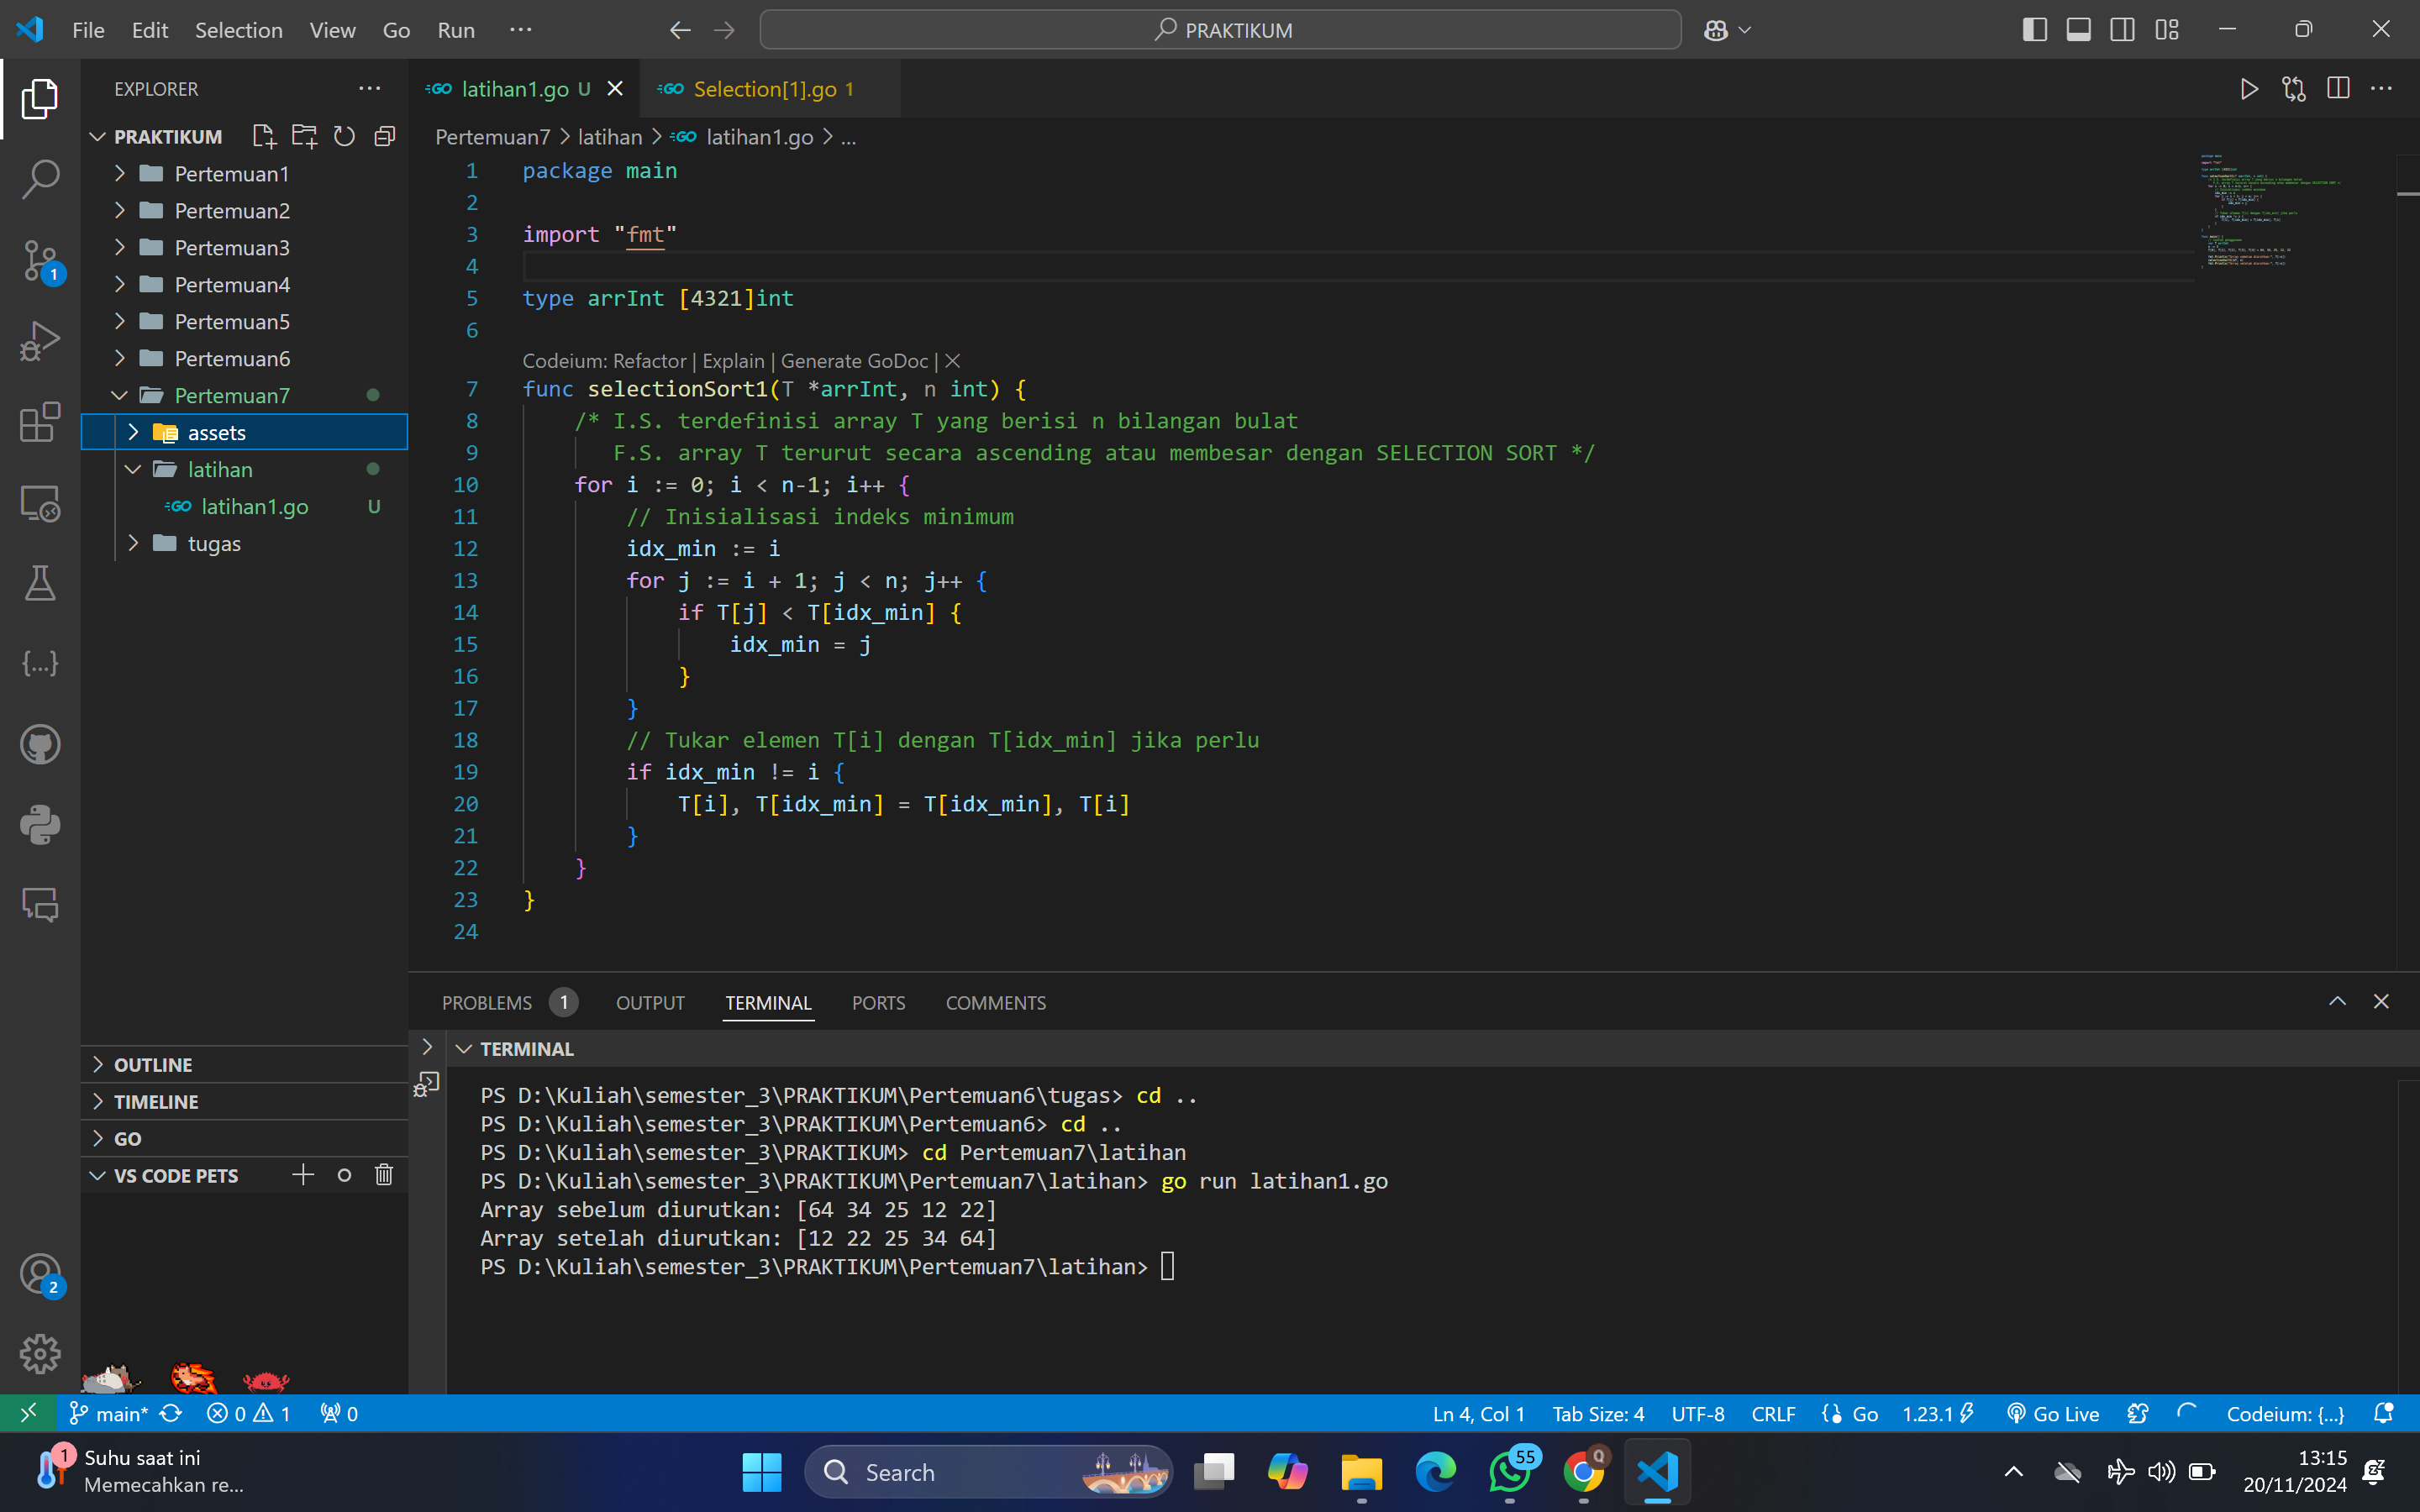 File Edit Selection View Go Run ···
PRAKTIKUM
EXPLORER
PRAKTIKUM
Pertemuan1
Pertemuan2
Pertemuan3
Pertemuan4
Pertemuan5
Pertemuan6
Pertemuan7
assets
latihan
latihan1.go U
tugas
OUTLINE
TIMELINE
GO
VS CODE PETS
1
2
latihan1.go U
Selection[1].go 1
Pertemuan7 > latihan > latihan1.go > ...
1 package main
2
3 import "fmt"
4
5 type arrInt [4321]int
6
Codeium: Refactor | Explain | Generate GoDoc | X
7 func selectionSort1(T *arrInt, n int) {
8 /* I.S. terdefinisi array T yang berisi n bilangan bulat
9 F.S. array T terurut secara ascending atau membesar dengan SELECTION SORT */
10 for i := 0; i < n-1; i++ {
11 // Inisialisasi indeks minimum
12 idx_min := i
13 for j := i + 1; j < n; j++ {
14 if T[j] < T[idx_min] {
15 idx_min = j
16 }
17 }
18 // Tukar elemen T[i] dengan T[idx_min] jika perlu
19 if idx_min != i {
20 T[i], T[idx_min] = T[idx_min], T[i]
21 }
22 }
23 }
24
PROBLEMS 1 OUTPUT TERMINAL PORTS COMMENTS
TERMINAL
PS D:\Kuliah\semester_3\PRAKTIKUM\Pertemuan6\tugas> cd ..
PS D:\Kuliah\semester_3\PRAKTIKUM\Pertemuan6> cd ..
PS D:\Kuliah\semester_3\PRAKTIKUM> cd Pertemuan7\latihan
PS D:\Kuliah\semester_3\PRAKTIKUM\Pertemuan7\latihan> go run latihan1.go
Array sebelum diurutkan: [64 34 25 12 22]
Array setelah diurutkan: [12 22 25 34 64]
PS D:\Kuliah\semester_3\PRAKTIKUM\Pertemuan7\latihan>
main* 0 1 0
Ln 4, Col 1 Tab Size: 4 UTF-8 CRLF Go 1.23.1 Go Live Codeium: {...}
1 Suhu saat ini
Memecahkan re...
Search
55
Q
13:15
20/11/2024